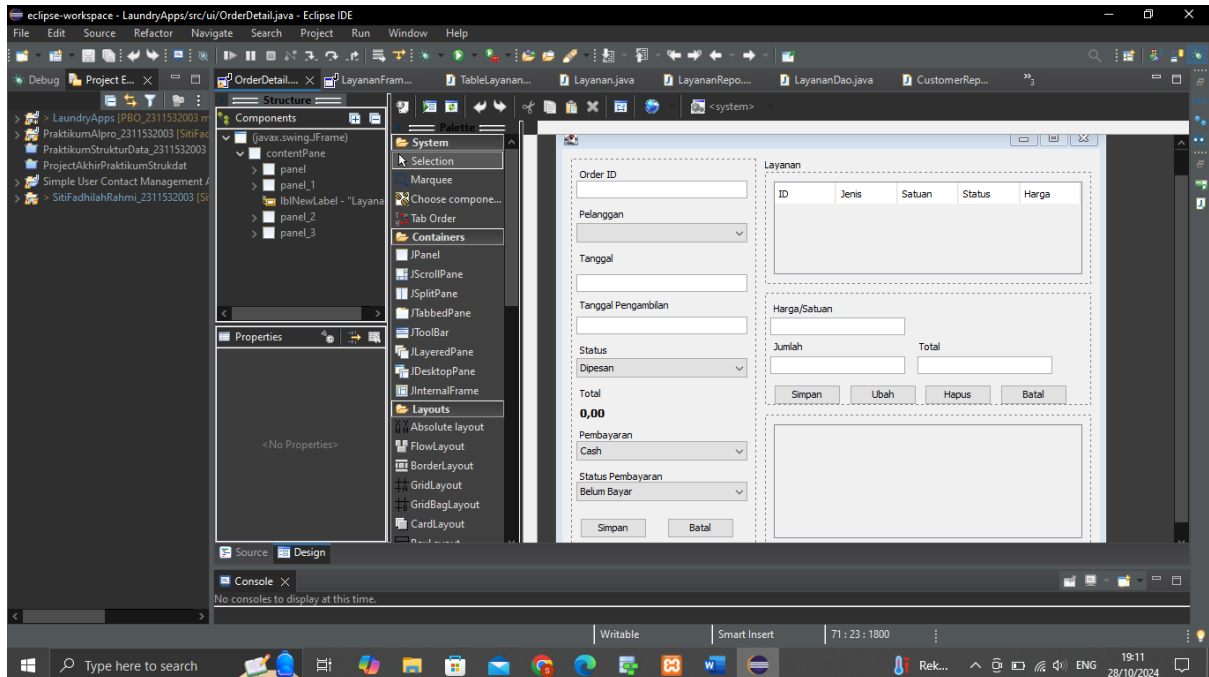 eclipse-workspace - LaundryApps/src/ui/OrderDetail.java - Eclipse IDE
File Edit Source Refactor Navigate Search Project Run Window Help
Debug Project E... OrderDetail.... LayananFram... TableLayanan... Layanan.java LayananRepo.... LayananDao.java CustomerRep... »3
> LaundryApps [PBO_2311532003 m
PraktikumAlpro_2311532003 [SitiFad
PraktikumStrukturData_2311532003
ProjectAkhirPraktikumStrukdat
Simple User Contact Management A
> SitiFadhilahRahmi_2311532003 [Si
Structure
Components
(javax.swing.JFrame)
contentPane
panel
panel_1
lblNewLabel - "Layana
panel_2
panel_3
Properties
<No Properties>
<system>
Palette
System
Selection
Marquee
Choose compone...
Tab Order
Containers
JPanel
JScrollPane
JSplitPane
JTabbedPane
JToolBar
JLayeredPane
JDesktopPane
JInternalFrame
Layouts
Absolute layout
FlowLayout
BorderLayout
GridLayout
GridBagLayout
CardLayout
BoxLayout
Order ID
Pelanggan
Tanggal
Tanggal Pengambilan
Status
Dipesan
Total
0,00
Pembayaran
Cash
Status Pembayaran
Belum Bayar
Simpan Batal
Layanan
ID Jenis Satuan Status Harga
Harga/Satuan
Jumlah Total
Simpan Ubah Hapus Batal
Source Design
Console
No consoles to display at this time.
Writable Smart Insert 71 : 23 : 1800
Type here to search Rek... ENG 19:11
28/10/2024